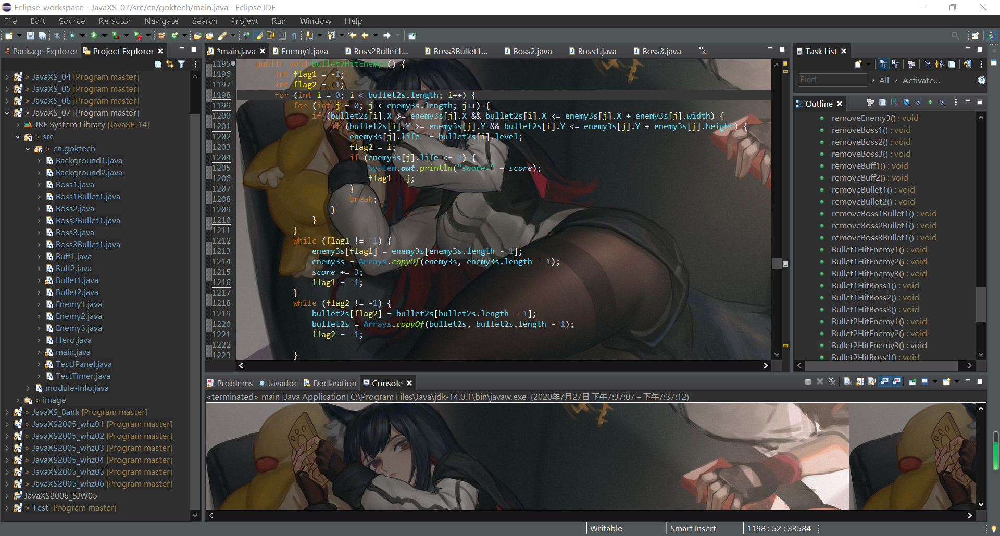 Eclipse-workspace - JavaXS_07/src/cn/goktech/main.java - Eclipse IDE
File Edit Source Refactor Navigate Search Project Run Window Help
Package Explorer
Project Explorer
> JavaXS_04 [Program master]
> JavaXS_05 [Program master]
> JavaXS_06 [Program master]
> JavaXS_07 [Program master]
JRE System Library [JavaSE-14]
> src
> cn.goktech
Background1.java
Background2.java
Boss1.java
Boss1Bullet1.java
Boss2.java
Boss2Bullet1.java
Boss3.java
Boss3Bullet1.java
Buff1.java
Buff2.java
Bullet1.java
Bullet2.java
Enemy1.java
Enemy2.java
Enemy3.java
Hero.java
main.java
TestJPanel.java
TestTimer.java
module-info.java
> image
> JavaXS_Bank [Program master]
> JavaXS2005_whz01 [Program master]
> JavaXS2005_whz02 [Program master]
> JavaXS2005_whz03 [Program master]
> JavaXS2005_whz04 [Program master]
> JavaXS2005_whz05 [Program master]
> JavaXS2005_whz06 [Program master]
JavaXS2006_SJW05
> Test [Program master]
*main.java Enemy1.java Boss2Bullet1... Boss3Bullet1... Boss2.java Boss1.java Boss3.java »6
1195 public void Bullet2HitEnemy3() {
1196 int flag1 = -1;
1197 int flag2 = -1;
1198 for (int i = 0; i < bullet2s.length; i++) {
1199 for (int j = 0; j < enemy3s.length; j++) {
1200 if (bullet2s[i].X >= enemy3s[j].X && bullet2s[i].X <= enemy3s[j].X + enemy3s[j].width) {
1201 if (bullet2s[i].Y >= enemy3s[j].Y && bullet2s[i].Y <= enemy3s[j].Y + enemy3s[j].height) {
1202 enemy3s[j].life -= bullet2s[i].level;
1203 flag2 = i;
1204 if (enemy3s[j].life <= 0) {
1205 System.out.println("score=" + score);
1206 flag1 = j;
1207 }
1208 break;
1209 }
1210 }
1211 }
1212 while (flag1 != -1) {
1213 enemy3s[flag1] = enemy3s[enemy3s.length - 1];
1214 enemy3s = Arrays.copyOf(enemy3s, enemy3s.length - 1);
1215 score += 3;
1216 flag1 = -1;
1217 }
1218 while (flag2 != -1) {
1219 bullet2s[flag2] = bullet2s[bullet2s.length - 1];
1220 bullet2s = Arrays.copyOf(bullet2s, bullet2s.length - 1);
1221 flag2 = -1;
1222
1223 }
Task List
Find All Activate...
Outline
removeEnemy3() : void
removeBoss1() : void
removeBoss2() : void
removeBoss3() : void
removeBuff1() : void
removeBuff2() : void
removeBullet1() : void
removeBullet2() : void
removeBoss1Bullet1() : void
removeBoss2Bullet1() : void
removeBoss3Bullet1() : void
Bullet1HitEnemy1() : void
Bullet1HitEnemy2() : void
Bullet1HitEnemy3() : void
Bullet1HitBoss1() : void
Bullet1HitBoss2() : void
Bullet1HitBoss3() : void
Bullet2HitEnemy1() : void
Bullet2HitEnemy2() : void
Bullet2HitEnemy3() : void
Bullet2HitBoss1() : void
Problems Javadoc Declaration Console
<terminated> main [Java Application] C:\Program Files\Java\jdk-14.0.1\bin\javaw.exe (2020年7月27日 下午7:37:07 – 下午7:37:12)
Writable Smart Insert 1198 : 52 : 33584